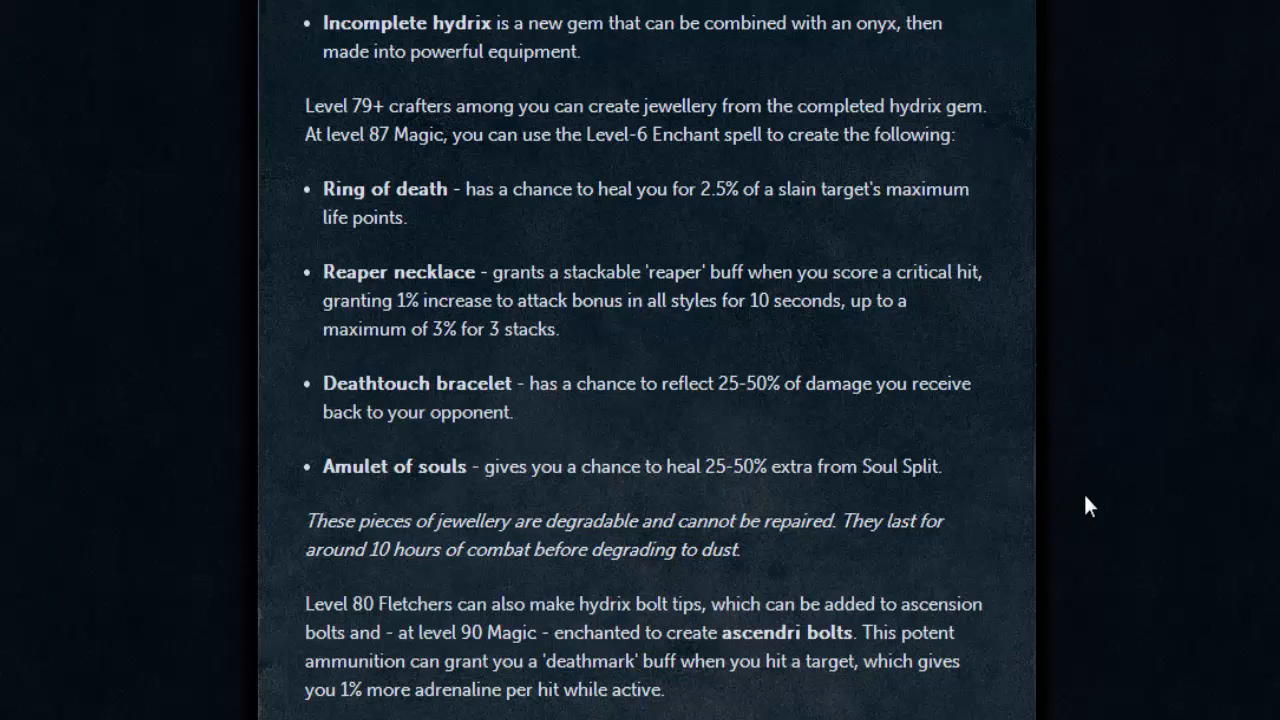 • Incomplete hydrix is a new gem that can be combined with an onyx, then
made into powerful equipment.
Level 79+ crafters among you can create jewellery from the completed hydrix gem.
At level 87 Magic, you can use the Level-6 Enchant spell to create the following:
• Ring of death - has a chance to heal you for 2.5% of a slain target's maximum
life points.
• Reaper necklace - grants a stackable 'reaper' buff when you score a critical hit,
granting 1% increase to attack bonus in all styles for 10 seconds, up to a
maximum of 3% for 3 stacks.
• Deathtouch bracelet - has a chance to reflect 25-50% of damage you receive
back to your opponent.
• Amulet of souls - gives you a chance to heal 25-50% extra from Soul Split.
These pieces of jewellery are degradable and cannot be repaired. They last for
around 10 hours of combat before degrading to dust.
Level 80 Fletchers can also make hydrix bolt tips, which can be added to ascension
bolts and - at level 90 Magic - enchanted to create ascendri bolts. This potent
ammunition can grant you a 'deathmark' buff when you hit a target, which gives
you 1% more adrenaline per hit while active.